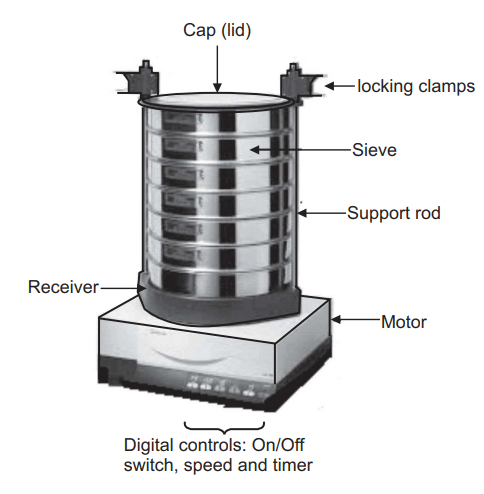 Cap (lid)
locking clamps
Sieve
Support rod
Receiver
Motor
Digital controls: On/Off
switch, speed and timer